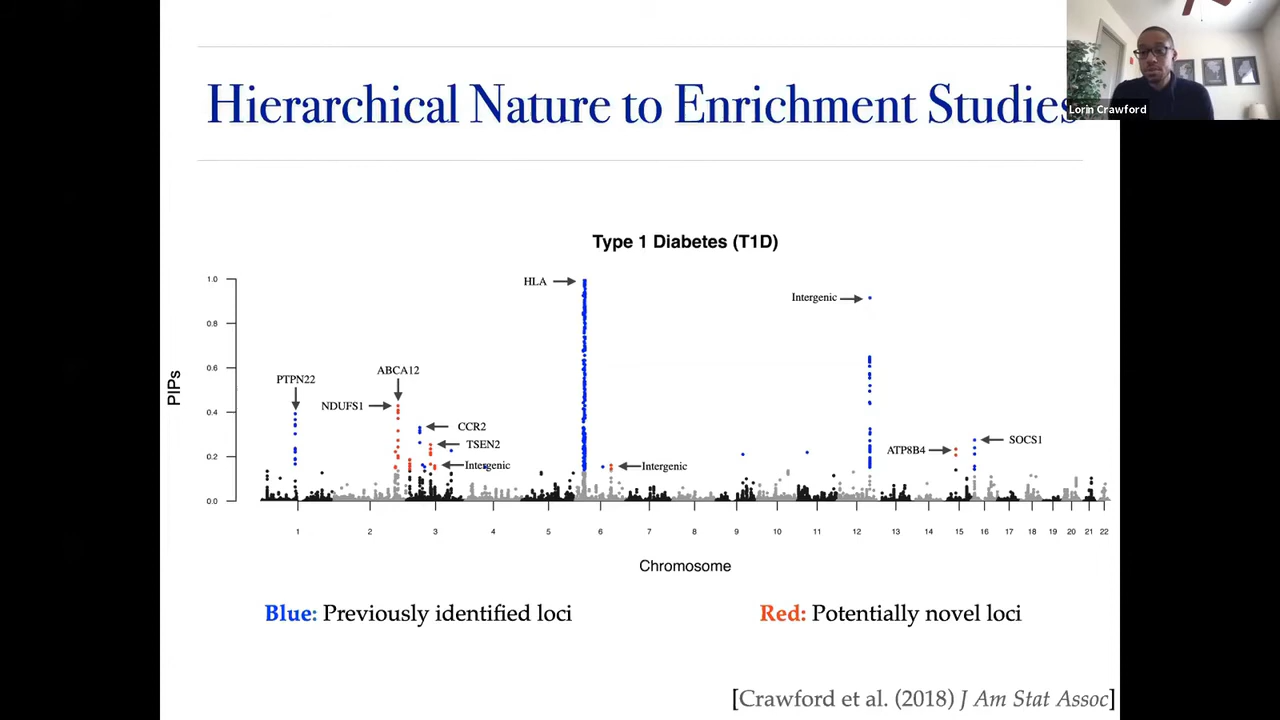 Lorin Crawford
Hierarchical Nature to Enrichment Studies
Type 1 Diabetes (T1D)
PIPs
1.0
0.8
0.6
0.4
0.2
0.0
HLA
Intergenic
PTPN22
ABCA12
NDUFS1
CCR2
TSEN2
Intergenic
Intergenic
ATP8B4
SOCS1
1 2 3 4 5 6 7 8 9 10 11 12 13 14 15 16 17 18 19 20 21 22
Chromosome
Blue: Previously identified loci
Red: Potentially novel loci
[Crawford et al. (2018) J Am Stat Assoc]